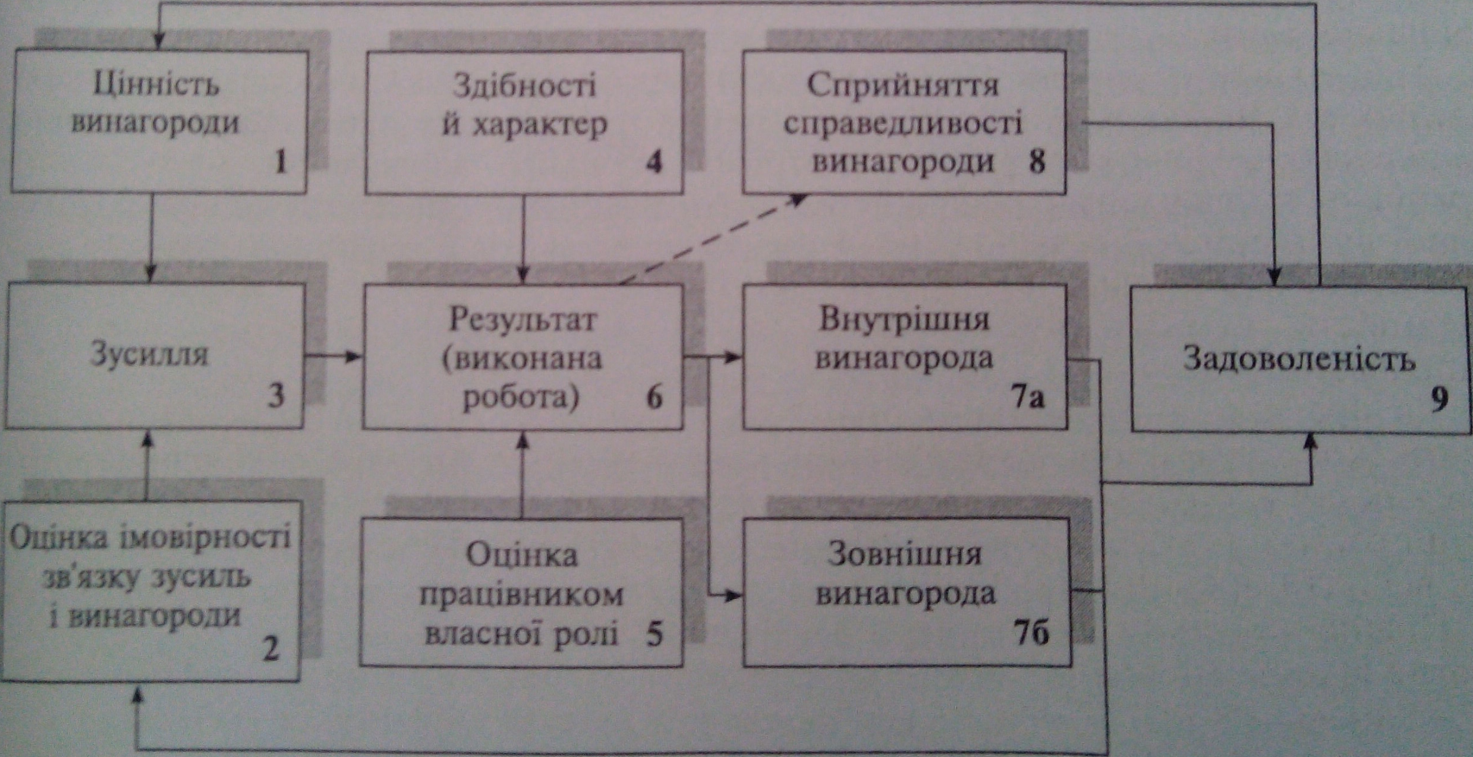 Цінність
винагороди
1
Здібності
й характер
4
Сприйняття
справедливості
винагороди 8
Зусилля
3
Результат
(виконана
робота) 6
Внутрішня
винагорода
7а
Задоволеність
9
Оцінка імовірності
зв'язку зусиль
і винагороди
2
Оцінка
працівником
власної ролі 5
Зовнішня
винагорода
7б